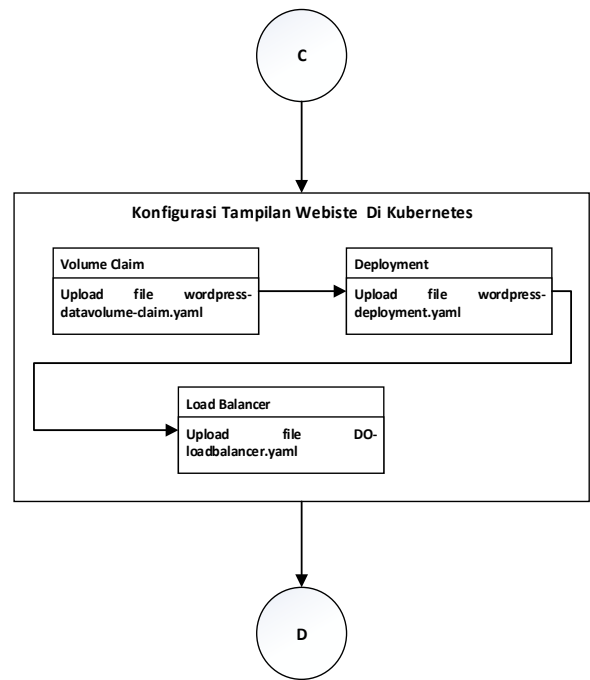 C
Konfigurasi Tampilan Webiste Di Kubernetes
Volume Claim
Upload file wordpress-
datavolume-claim.yaml
Deployment
Upload file wordpress-
deployment.yaml
Load Balancer
Upload file DO-
loadbalancer.yaml
D